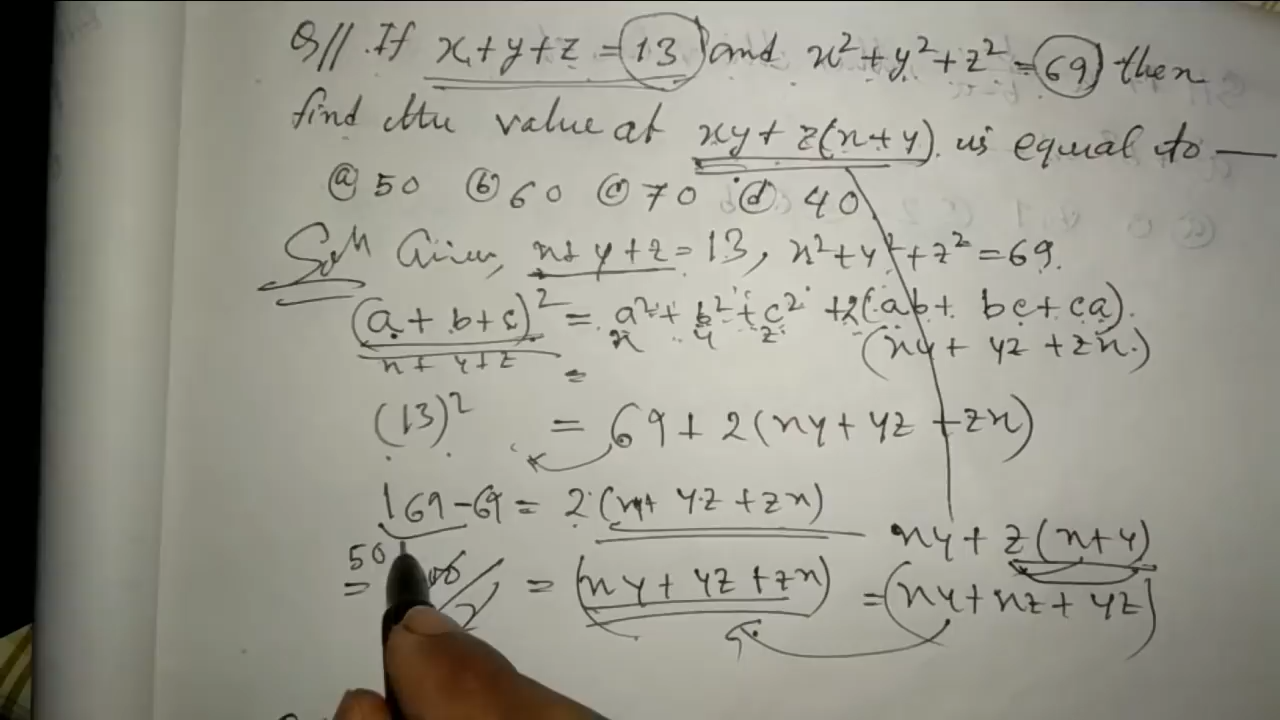 Q// If x+y+z = 13 and x²+y²+z² = 69 then
find the value at xy + z(x+y) is equal to —
(a) 50 (b) 60 (c) 70 (d) 40
Solⁿ Given, x+y+z = 13, x²+y²+z² = 69.
(a+b+c)² = a²+b²+c² +2(ab+ bc+ca).
x+ y+z x y z (xy+ yz +zx.)
=
(13)² = 69+2(xy+yz+zx)
169-69 = 2(xy+ yz+zx) xy+ z(x+y)
50 = (xy+yz+zx) = (xy+xz+yz)
=
2